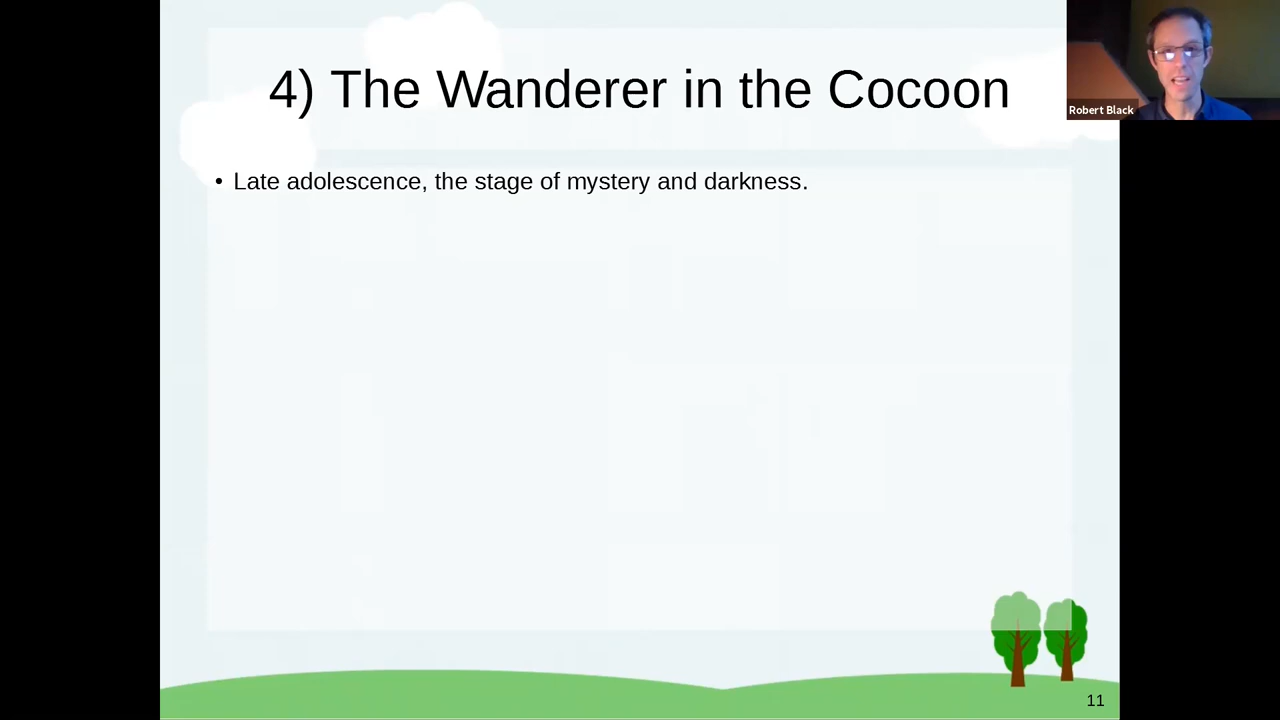 4) The Wanderer in the Cocoon
Robert Black
• Late adolescence, the stage of mystery and darkness.
11